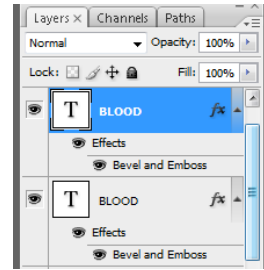 Layers × Channels Paths
Normal Opacity: 100%
Lock: Fill: 100%
T BLOOD fx
Effects
Bevel and Emboss
T BLOOD fx
Effects
Bevel and Emboss